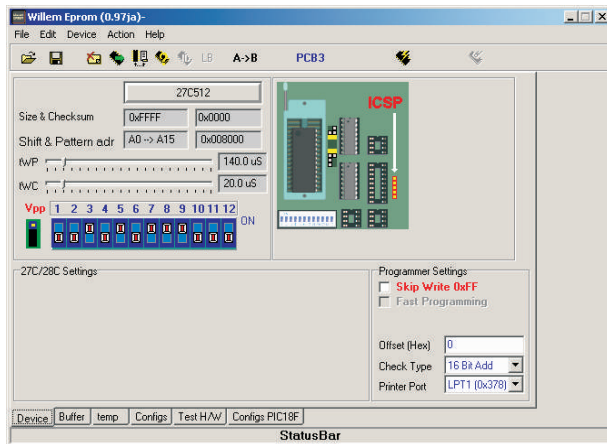 Willem Eprom (0.97ja)-
File Edit Device Action Help
LB A->B PCB3
27C512
ICSP
Size & Checksum 0xFFFF 0x0000
Shift & Pattern adr A0 --> A15 0x008000
tWP 140.0 uS
tWC 20.0 uS
Vpp 1 2 3 4 5 6 7 8 9 10 11 12
ON
27C/28C Settings
Programmer Settings
Skip Write 0xFF
Fast Programming
Offset (Hex) 0
Check Type 16 Bit Add
Printer Port LPT1 (0x378)
Device Buffer temp Configs Test H/W Configs PIC18F
StatusBar